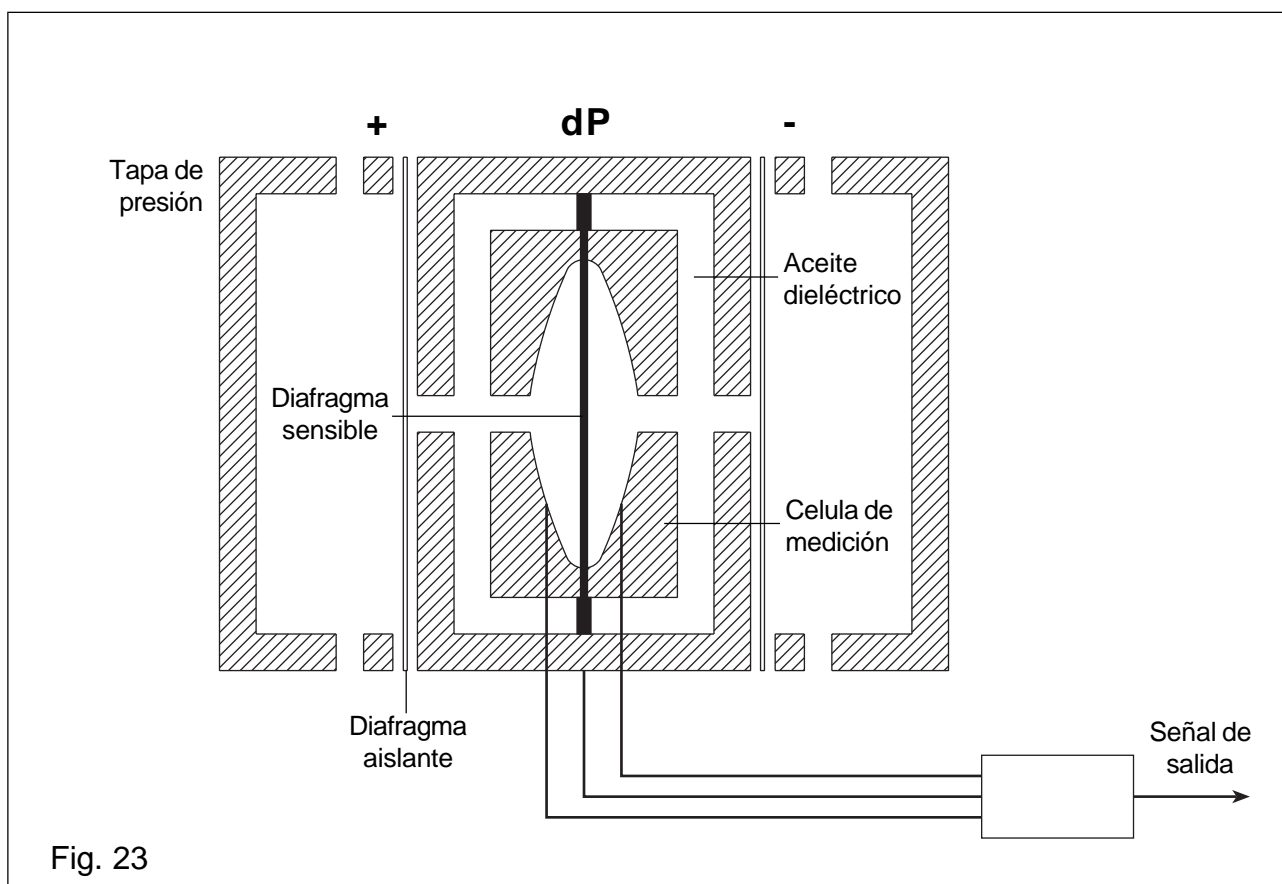 +
dP
-
Tapa de
presión
Aceite
dieléctrico
Diafragma
sensible
Celula de
medición
Diafragma
aislante
Señal de
salida
Fig. 23